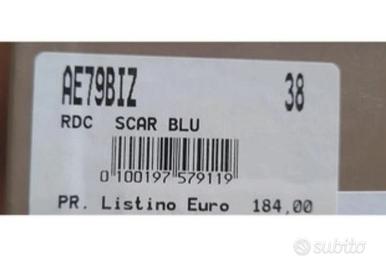 AE79BIZ 38
RDC SCAR BLU
0 100197 579119
PR. Listino Euro 184,00
subito